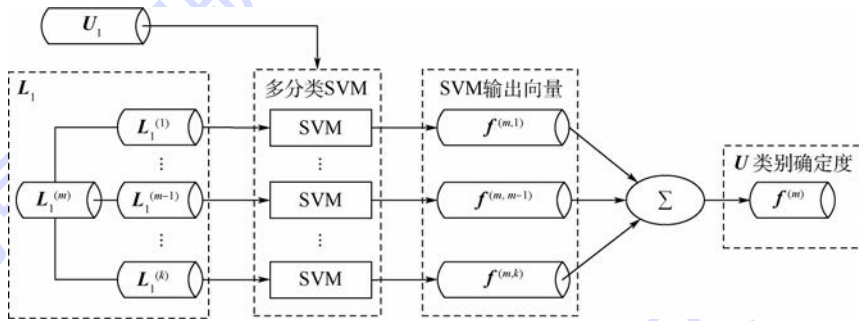 U₁
L₁
多分类SVM
SVM输出向量
L₁⁽¹⁾
SVM
f⁽ᵐ,¹⁾
⋮
⋮
U 类别确定度
L₁⁽ᵐ⁾
L₁⁽ᵐ⁻¹⁾
SVM
f⁽ᵐ, ᵐ⁻¹⁾
Σ
f⁽ᵐ⁾
⋮
⋮
L₁⁽ᵏ⁾
SVM
f⁽ᵐ,ᵏ⁾